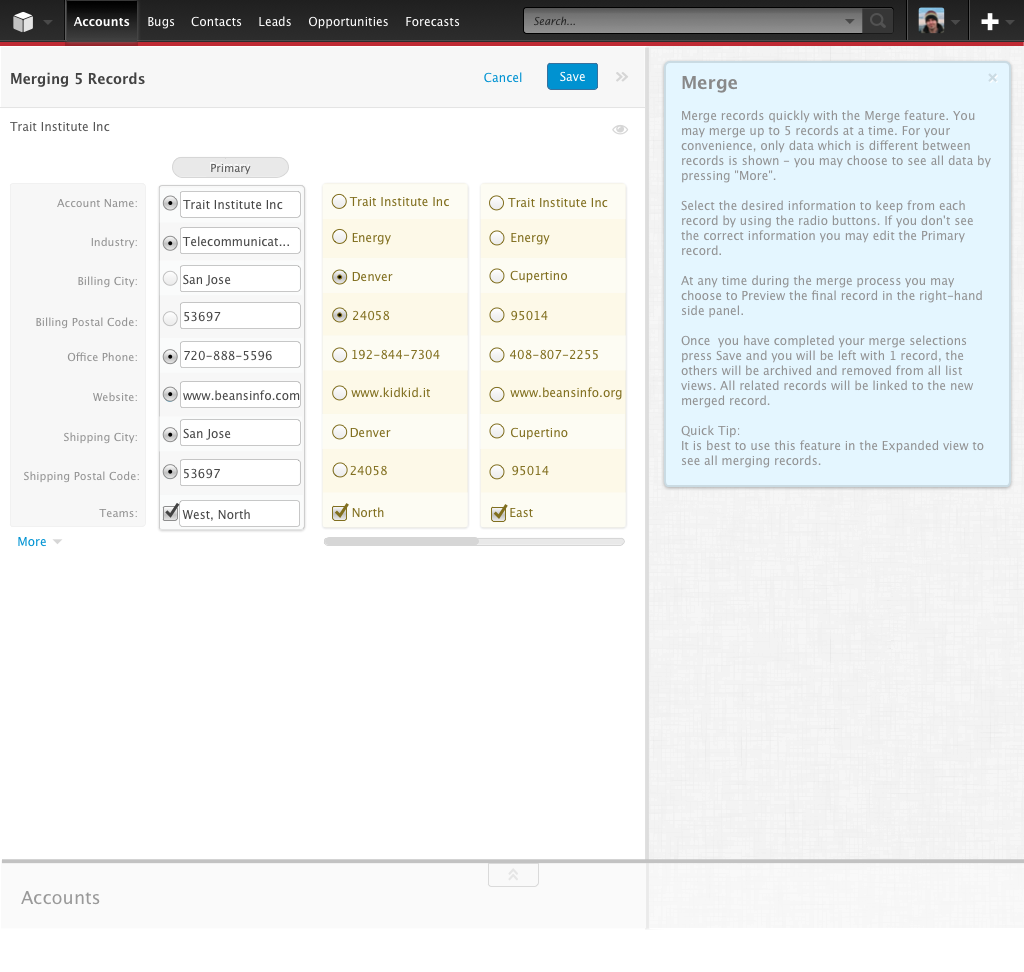 Accounts Bugs Contacts Leads Opportunities Forecasts Search...
Merging 5 Records Cancel Save
Trait Institute Inc
Primary
Account Name: Trait Institute Inc Trait Institute Inc Trait Institute Inc
Industry: Telecommunicat... Energy Energy
Billing City: San Jose Denver Cupertino
Billing Postal Code: 53697 24058 95014
Office Phone: 720-888-5596 192-844-7304 408-807-2255
Website: www.beansinfo.com www.kidkid.it www.beansinfo.org
Shipping City: San Jose Denver Cupertino
Shipping Postal Code: 53697 24058 95014
Teams: West, North North East
More
Merge
Merge records quickly with the Merge feature. You
may merge up to 5 records at a time. For your
convenience, only data which is different between
records is shown - you may choose to see all data by
pressing "More".
Select the desired information to keep from each
record by using the radio buttons. If you don't see
the correct information you may edit the Primary
record.
At any time during the merge process you may
choose to Preview the final record in the right-hand
side panel.
Once you have completed your merge selections
press Save and you will be left with 1 record, the
others will be archived and removed from all list
views. All related records will be linked to the new
merged record.
Quick Tip:
It is best to use this feature in the Expanded view to
see all merging records.
Accounts